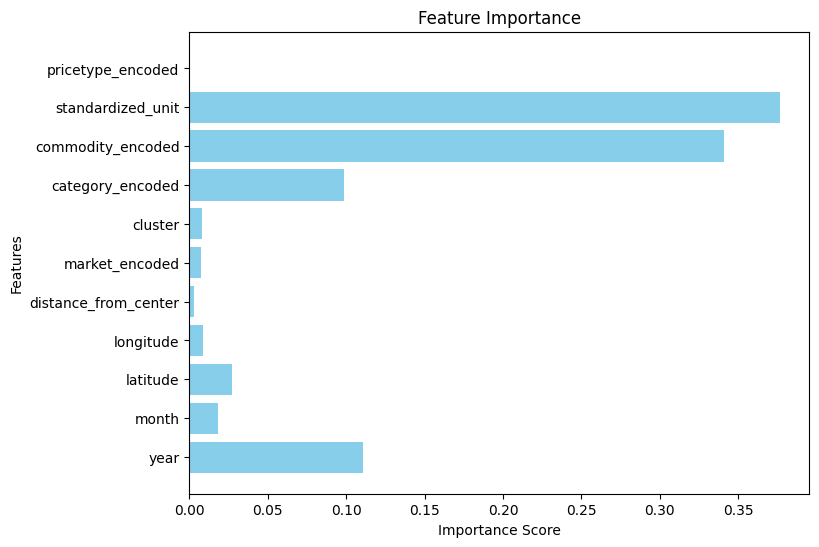 Feature Importance
pricetype_encoded
standardized_unit
commodity_encoded
category_encoded
cluster
market_encoded
distance_from_center
longitude
latitude
month
year
Features
0.00 0.05 0.10 0.15 0.20 0.25 0.30 0.35
Importance Score